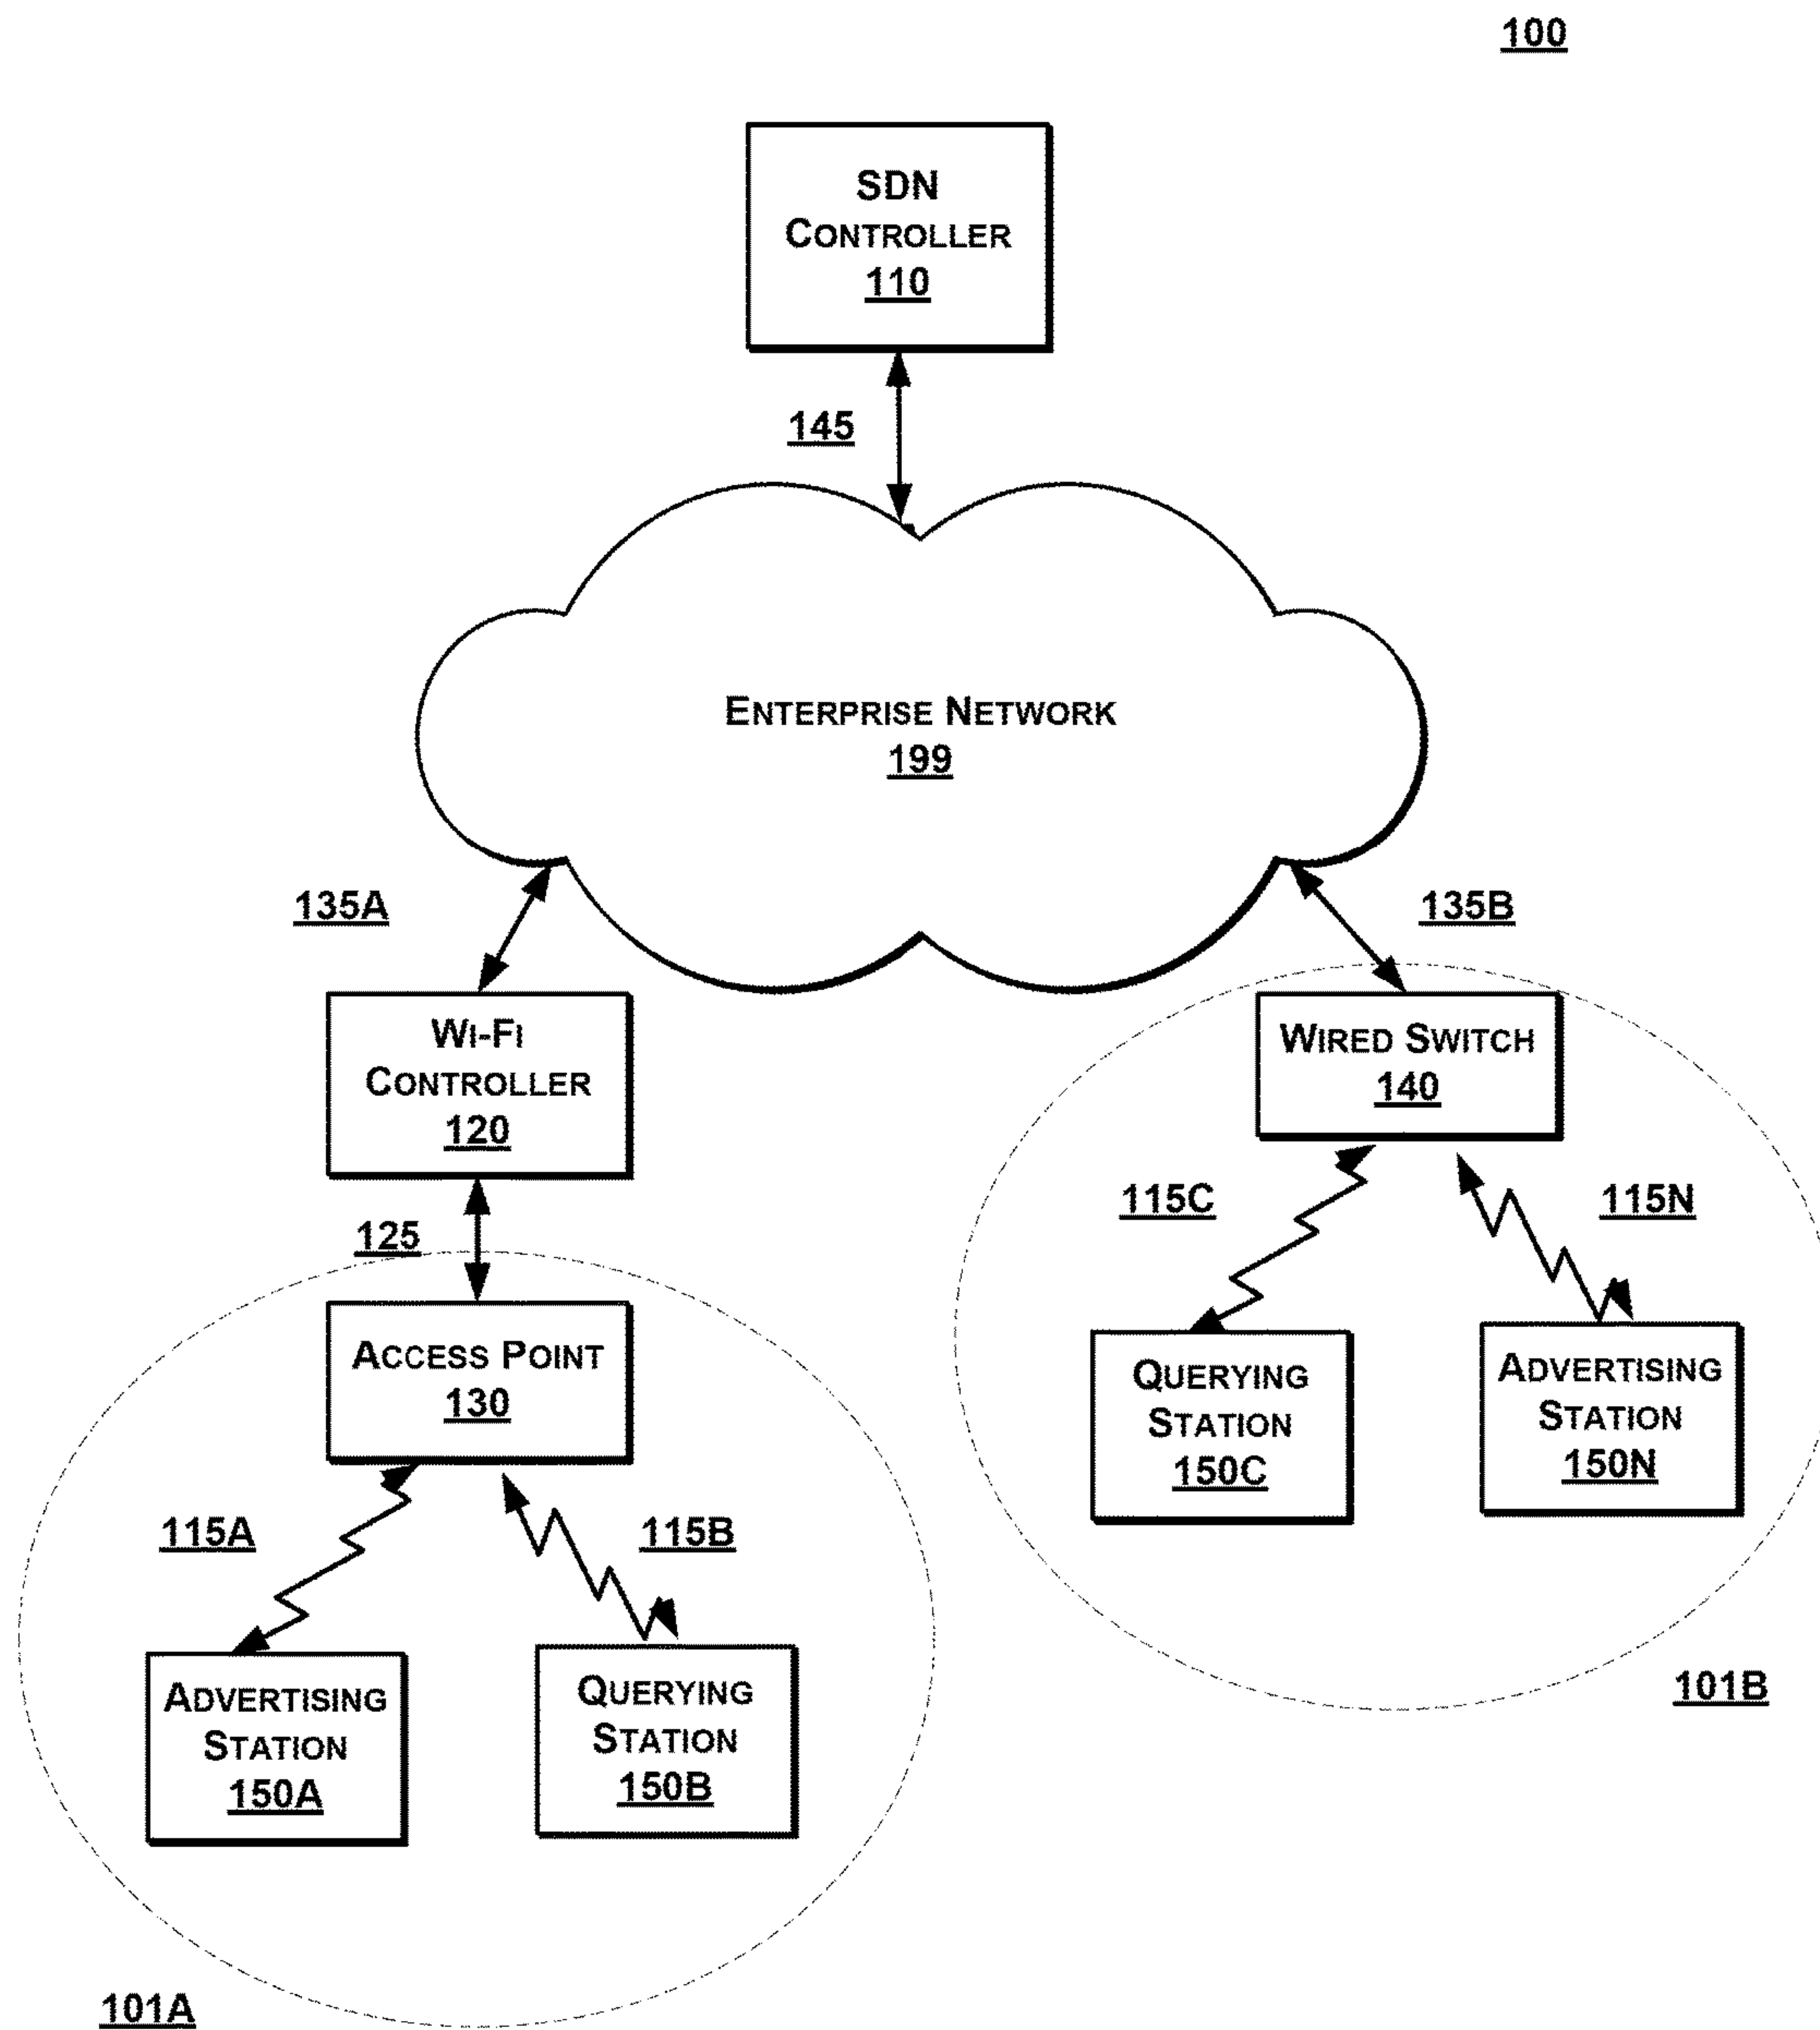 100
SDN
CONTROLLER
110
145
ENTERPRISE NETWORK
199
135A
135B
WI-FI
CONTROLLER
120
WIRED SWITCH
140
125
115C
115N
ACCESS POINT
130
QUERYING
STATION
150C
ADVERTISING
STATION
150N
115A
115B
ADVERTISING
STATION
150A
QUERYING
STATION
150B
101B
101A